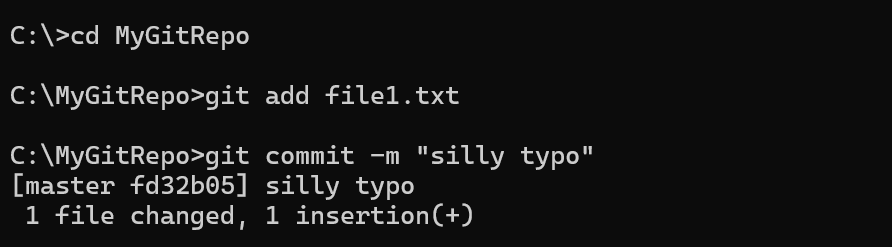 C:\>cd MyGitRepo
C:\MyGitRepo>git add file1.txt
C:\MyGitRepo>git commit -m "silly typo"
[master fd32b05] silly typo
 1 file changed, 1 insertion(+)